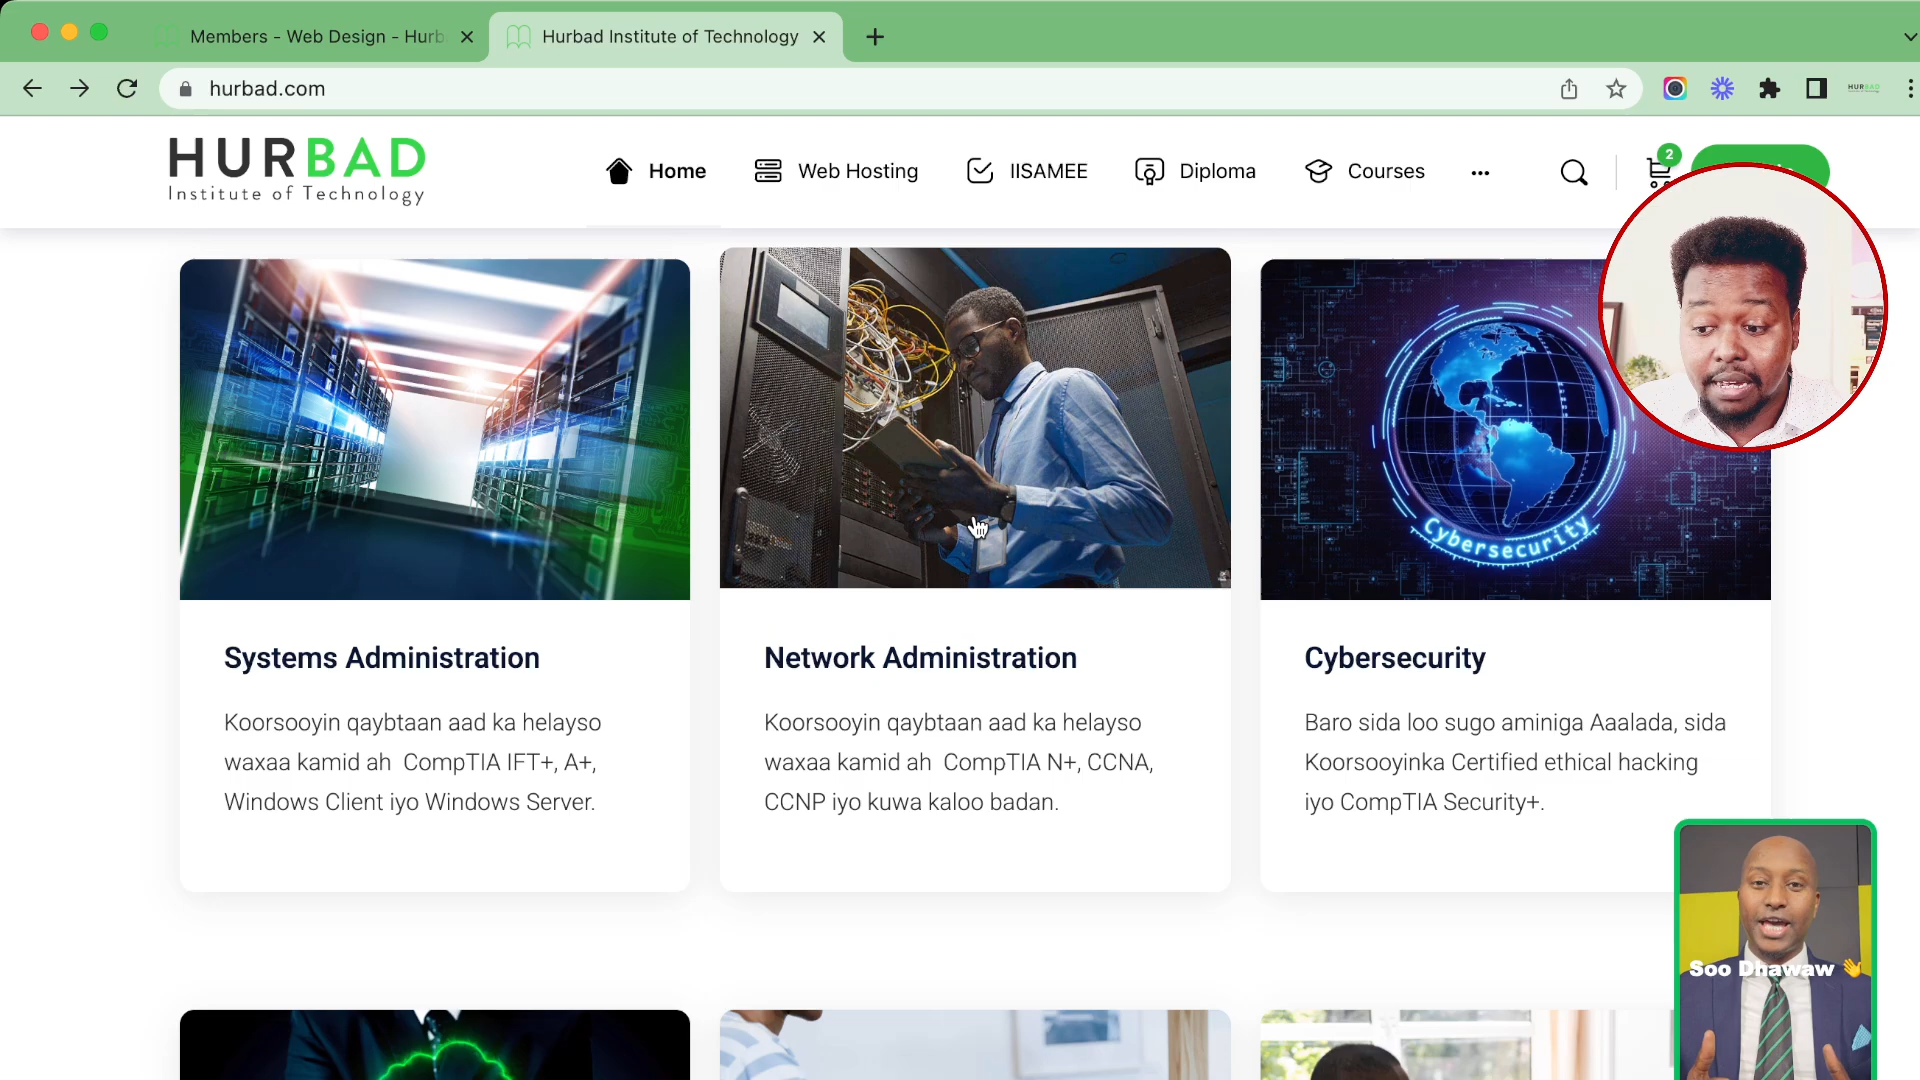 Members - Web Design - Hurb
Hurbad Institute of Technology
hurbad.com
HURBAD
HURBAD
Institute of Technology
Home
Web Hosting
IISAMEE
Diploma
Courses
2
Cybersecurity
Systems Administration
Koorsooyin qaybtaan aad ka helayso
waxaa kamid ah CompTIA IFT+, A+,
Windows Client iyo Windows Server.
Network Administration
Koorsooyin qaybtaan aad ka helayso
waxaa kamid ah CompTIA N+, CCNA,
CCNP iyo kuwa kaloo badan.
Cybersecurity
Baro sida loo sugo aminiga Aaalada, sida
Koorsooyinka Certified ethical hacking
iyo CompTIA Security+.
Soo Dhawaw 👋